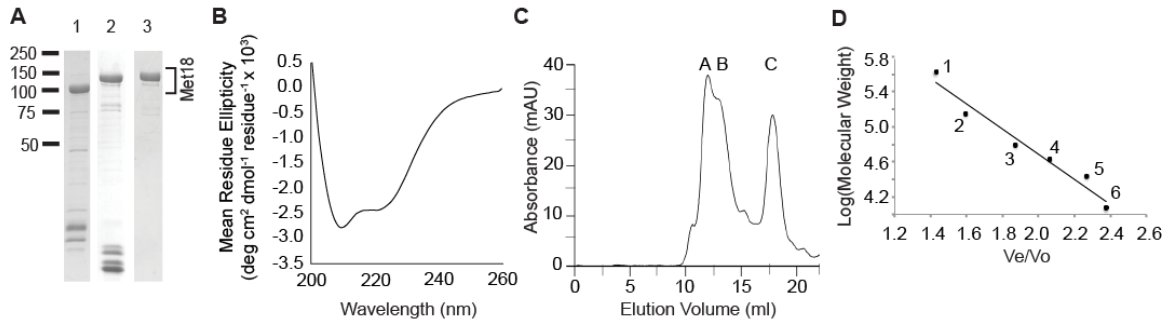 A
1 2 3
250
150
100
75
50
Met18
B
Mean Residue Ellipticity
(deg cm² dmol⁻¹ residue⁻¹ x 10³)
0.5
0.0
-0.5
-1.0
-1.5
-2.0
-2.5
-3.0
-3.5
200 220 240 260
Wavelength (nm)
C
Absorbance (mAU)
40
30
20
10
0
A B C
0 5 10 15 20
Elution Volume (ml)
D
Log(Molecular Weight)
5.8
5.4
5.0
4.6
4.2
1
2
3
4
5
6
1.2 1.4 1.6 1.8 2.0 2.2 2.4 2.6
Ve/Vo